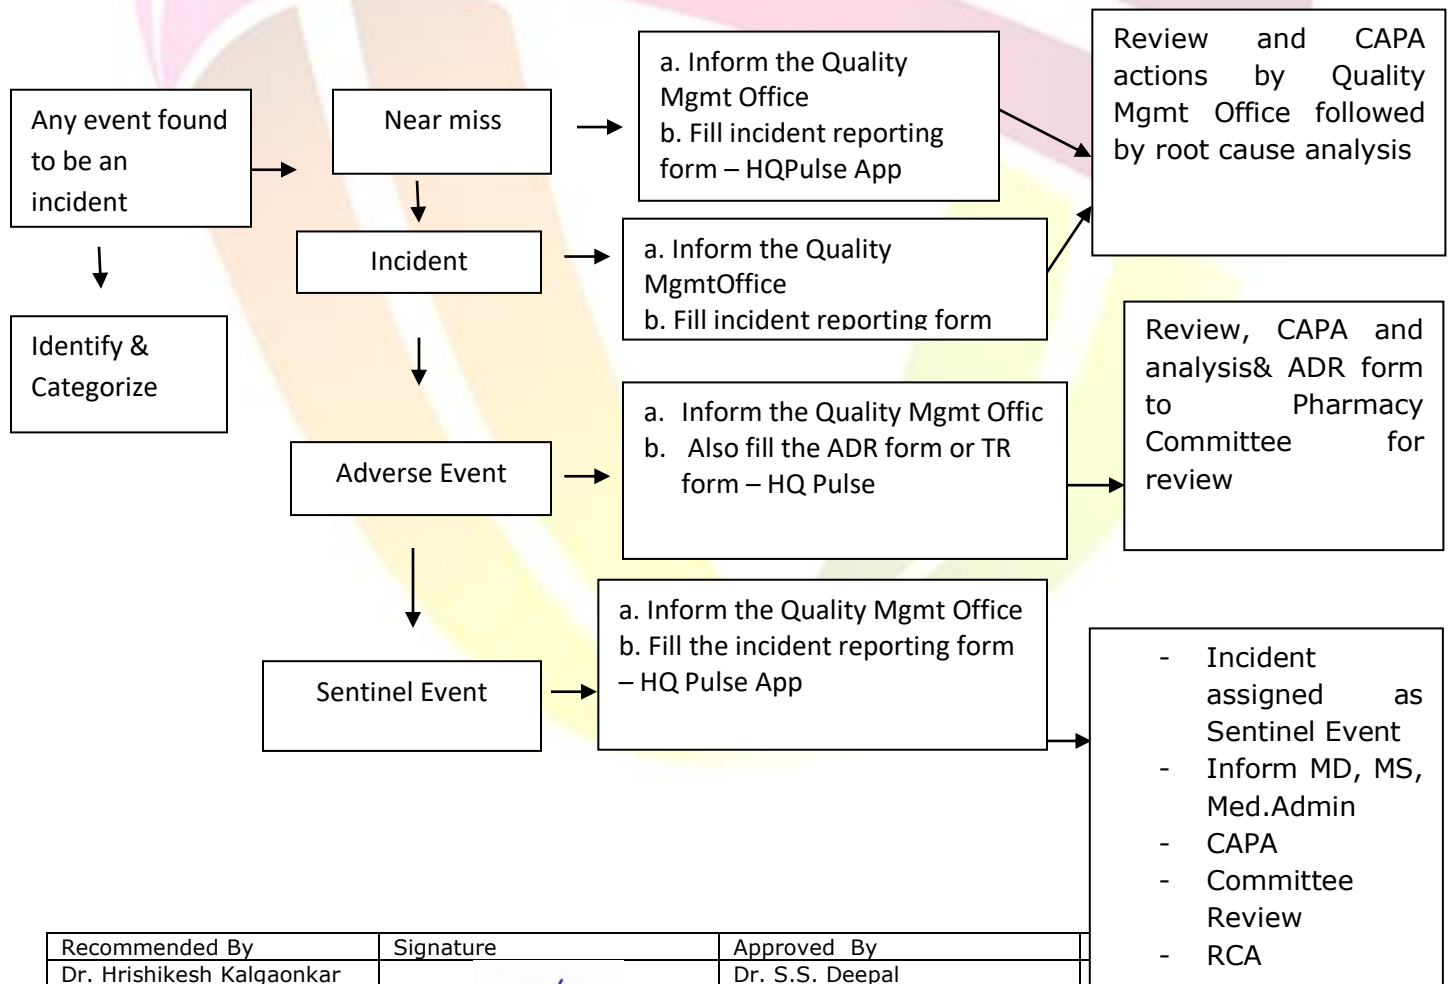 Any event found
to be an
incident
Identify &
Categorize
Near miss
a. Inform the Quality
Mgmt Office
b. Fill incident reporting
form – HQPulse App
Review and CAPA
actions by Quality
Mgmt Office followed
by root cause analysis
Incident
a. Inform the Quality
MgmtOffice
b. Fill incident reporting form
Adverse Event
a. Inform the Quality Mgmt Offic
b. Also fill the ADR form or TR
form – HQ Pulse
Review, CAPA and
analysis& ADR form
to Pharmacy
Committee for
review
Sentinel Event
a. Inform the Quality Mgmt Office
b. Fill the incident reporting form
– HQ Pulse App
- Incident
assigned as
Sentinel Event
- Inform MD, MS,
Med.Admin
- CAPA
- Committee
Review
- RCA
Recommended By Signature Approved By
Dr. Hrishikesh Kalgaonkar Dr. S.S. Deepal